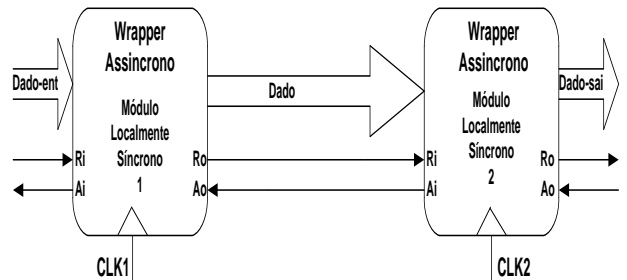 Wrapper
Assincrono
Dado-ent
Módulo
Localmente
Síncrono
1
Ri
Ai
Ro
Ao
CLK1
Dado
Wrapper
Assincrono
Módulo
Localmente
Síncrono
2
Ri
Ai
Ro
Ao
CLK2
Dado-sai